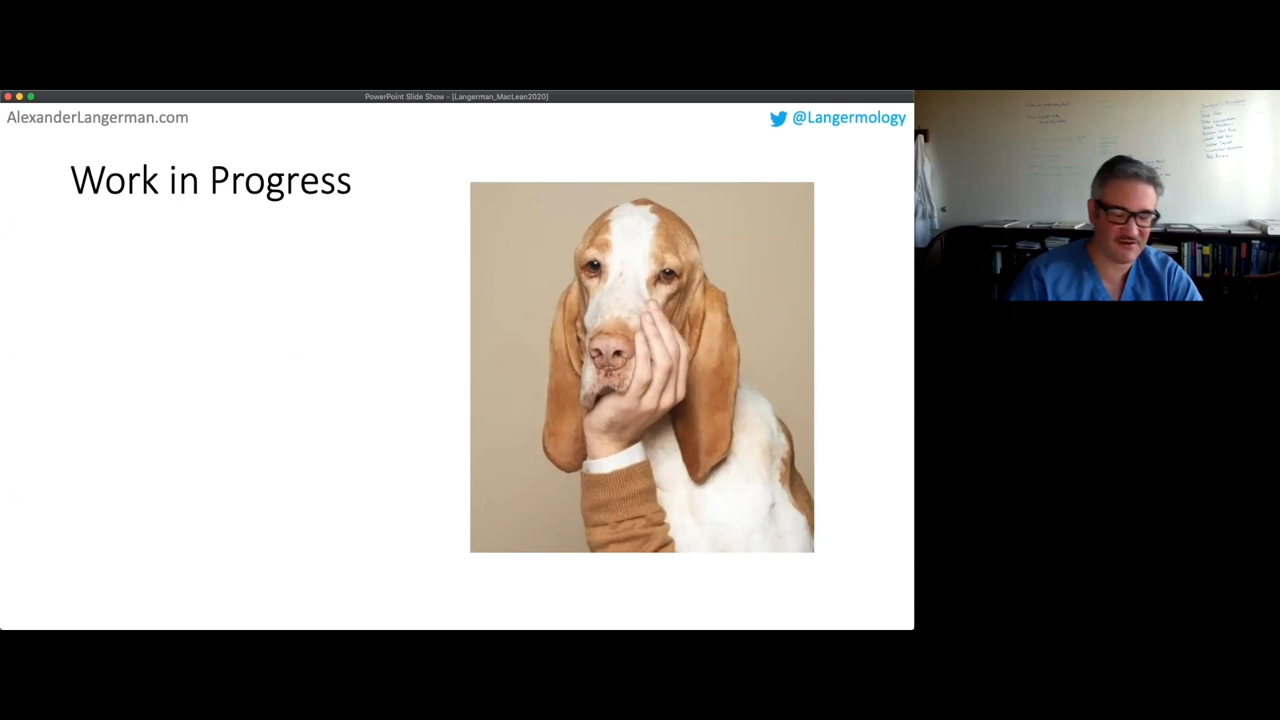 PowerPoint Slide Show - [Langerman_MacLean2020]
AlexanderLangerman.com
@Langermology
Work in Progress